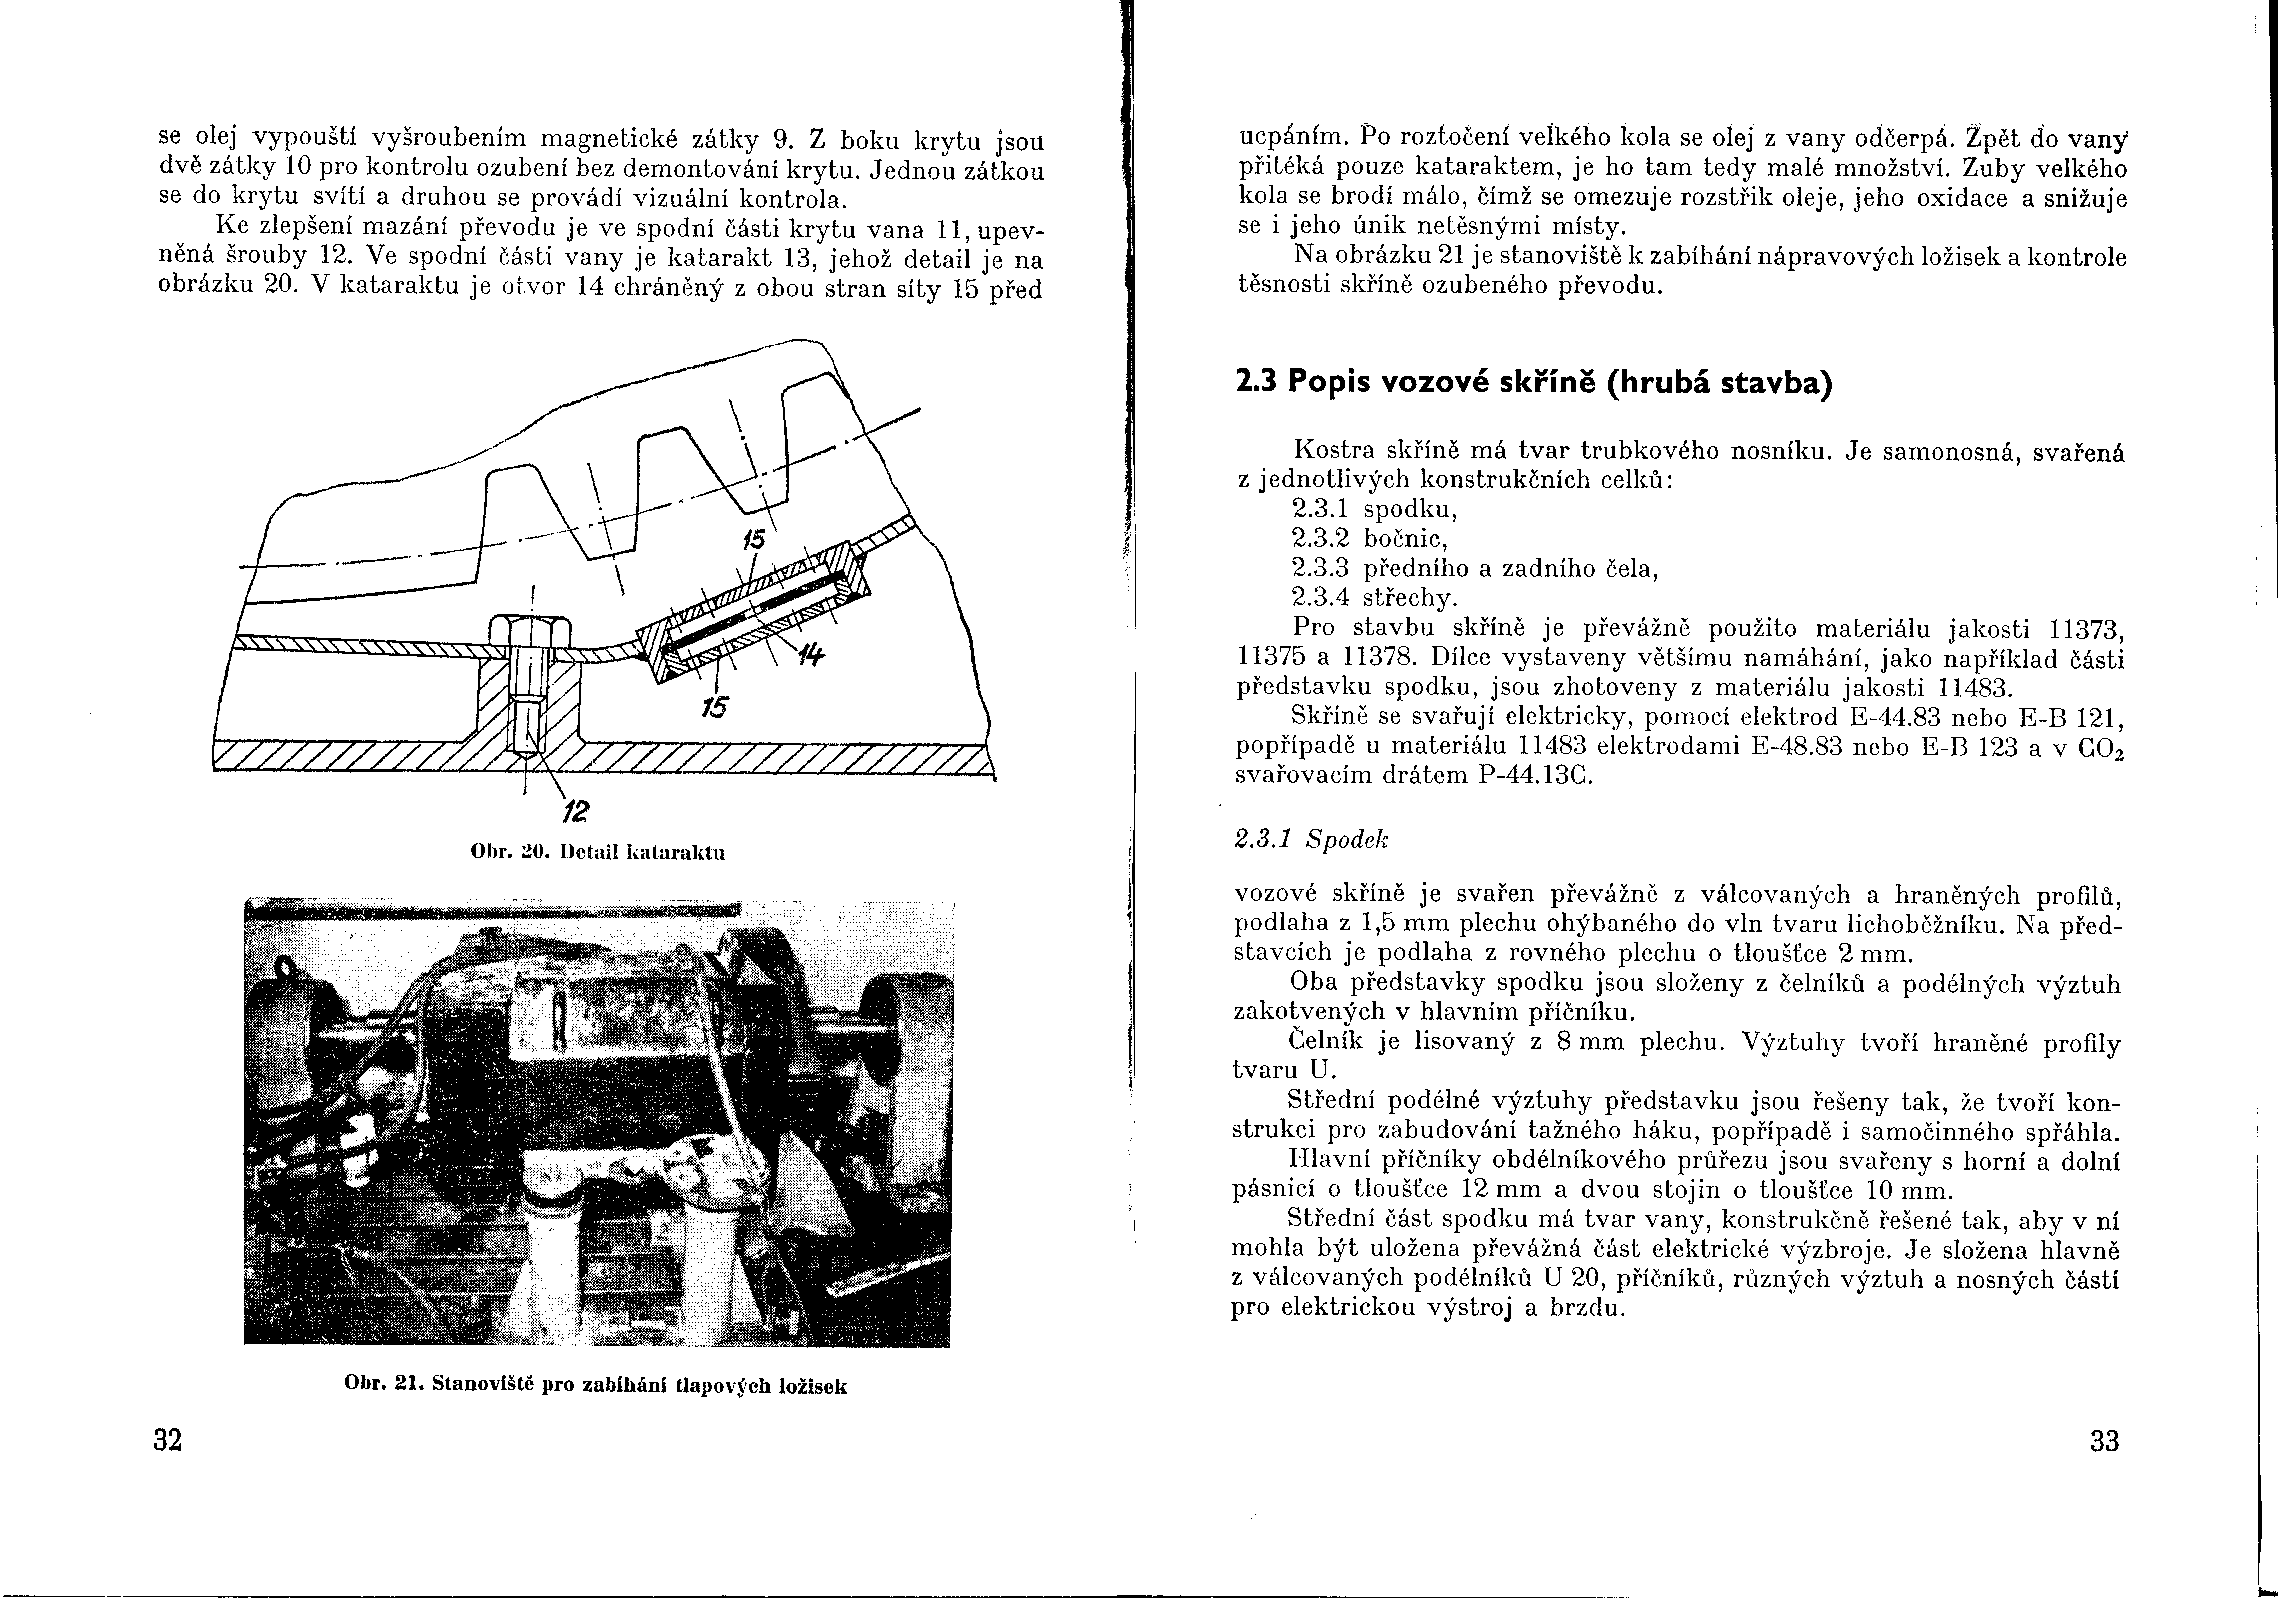 se olej vypouští vyšroubením magnetické zátky 9. Z boku krytu jsou
dvě zátky 10 pro kontrolu ozubení bez demontování krytu. Jednou zátkou
se do krytu svítí a druhou se provádí vizuální kontrola.
Ke zlepšení mazání převodu je ve spodní části krytu vana 11, upev-
něná šrouby 12. Ve spodní části vany je katarakt 13, jehož detail je na
obrázku 20. V kataraktu je otvor 14 chráněný z obou stran síty 15 před
15
14
15
12
Obr. 20. Detail kataraktu
Obr. 21. Stanoviště pro zabíhání tlapových ložisek
32
ucpáním. Po roztočení velkého kola se olej z vany odčerpá. Zpět do vany
přitéká pouze kataraktem, je ho tam tedy malé množství. Zuby velkého
kola se brodí málo, čímž se omezuje rozstřik oleje, jeho oxidace a snižuje
se i jeho únik netěsnými místy.
Na obrázku 21 je stanoviště k zabíhání nápravových ložisek a kontrole
těsnosti skříně ozubeného převodu.
2.3 Popis vozové skříně (hrubá stavba)
Kostra skříně má tvar trubkového nosníku. Je samonosná, svařená
z jednotlivých konstrukčních celků:
2.3.1 spodku,
2.3.2 bočnic,
2.3.3 předního a zadního čela,
2.3.4 střechy.
Pro stavbu skříně je převážně použito materiálu jakosti 11373,
11375 a 11378. Dílce vystaveny většímu namáhání, jako například části
představku spodku, jsou zhotoveny z materiálu jakosti 11483.
Skříně se svařují elektricky, pomocí elektrod E-44.83 nebo E-B 121,
popřípadě u materiálu 11483 elektrodami E-48.83 nebo E-B 123 a v CO₂
svařovacím drátem P-44.13C.
2.3.1 Spodek
vozové skříně je svařen převážně z válcovaných a hraněných profilů,
podlaha z 1,5 mm plechu ohýbaného do vln tvaru lichoběžníku. Na před-
stavcích je podlaha z rovného plechu o tloušťce 2 mm.
Oba představky spodku jsou složeny z čelníků a podélných výztuh
zakotvených v hlavním příčníku.
Čelník je lisovaný z 8 mm plechu. Výztuhy tvoří hraněné profily
tvaru U.
Střední podélné výztuhy představku jsou řešeny tak, že tvoří kon-
strukci pro zabudování tažného háku, popřípadě i samočinného spřáhla.
Hlavní příčníky obdélníkového průřezu jsou svařeny s horní a dolní
pásnicí o tloušťce 12 mm a dvou stojin o tloušťce 10 mm.
Střední část spodku má tvar vany, konstrukčně řešené tak, aby v ní
mohla být uložena převážná část elektrické výzbroje. Je složena hlavně
z válcovaných podélníků U 20, příčníků, různých výztuh a nosných částí
pro elektrickou výstroj a brzdu.
33